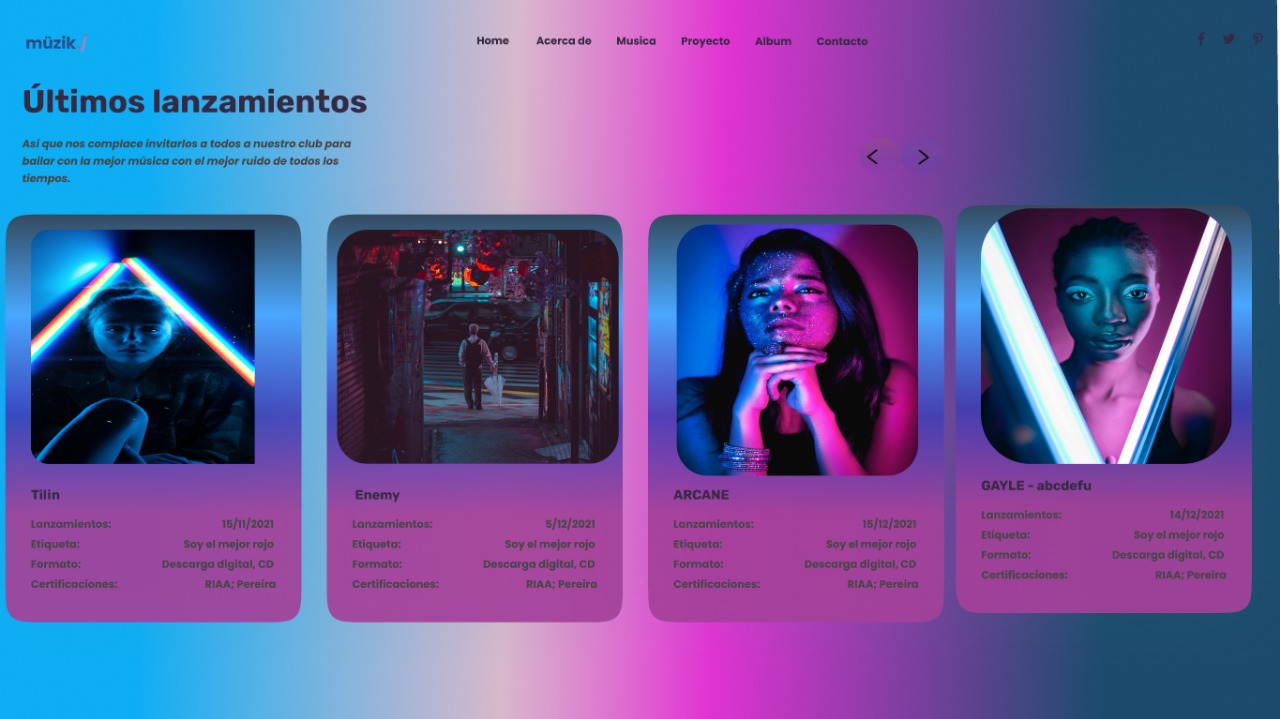 müzik /
Home Acerca de Musica Proyecto Album Contacto
Últimos lanzamientos
Así que nos complace invitarlos a todos a nuestro club para
bailar con la mejor música con el mejor ruido de todos los
tiempos.
Tilin
Lanzamientos: 15/11/2021
Etiqueta: Soy el mejor rojo
Formato: Descarga digital, CD
Certificaciones: RIAA; Pereira
Enemy
Lanzamientos: 5/12/2021
Etiqueta: Soy el mejor rojo
Formato: Descarga digital, CD
Certificaciones: RIAA; Pereira
ARCANE
Lanzamientos: 15/12/2021
Etiqueta: Soy el mejor rojo
Formato: Descarga digital, CD
Certificaciones: RIAA; Pereira
GAYLE - abcdefu
Lanzamientos: 14/12/2021
Etiqueta: Soy el mejor rojo
Formato: Descarga digital, CD
Certificaciones: RIAA; Pereira